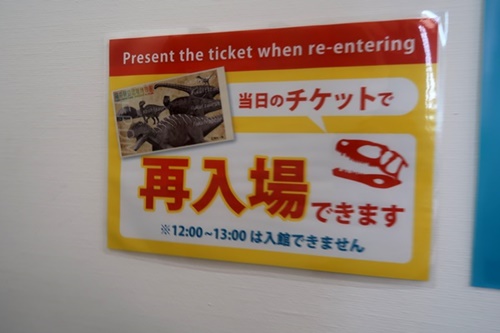 Present the ticket when re-entering
当日のチケットで
再入場できます
※12:00~13:00 は入館できません